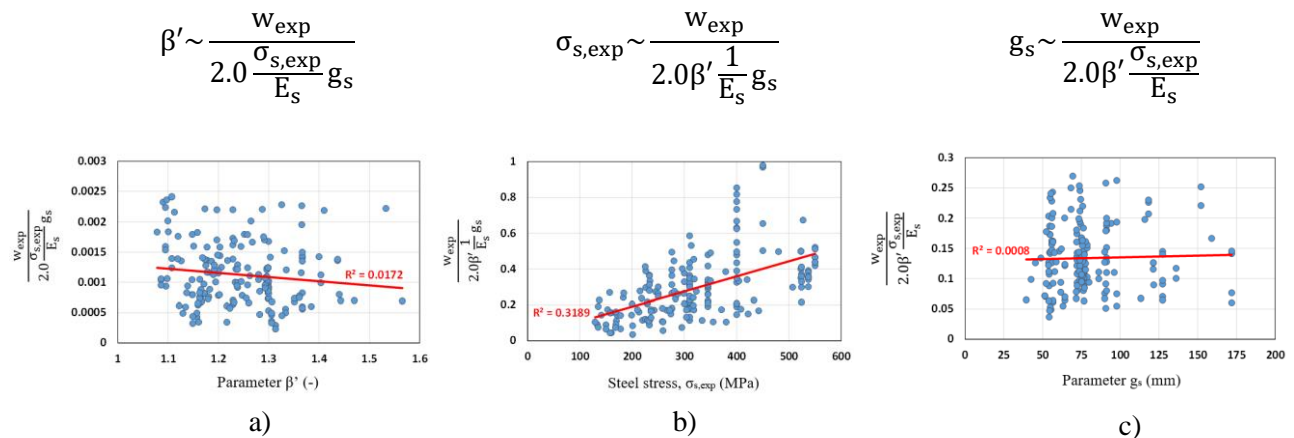 β′~ w_exp / (2.0 (σ_s,exp / E_s) g_s)
σ_s,exp~ w_exp / (2.0β′ (1 / E_s) g_s)
g_s~ w_exp / (2.0β′ (σ_s,exp / E_s))
w_exp / (2.0 (σ_s,exp / E_s) g_s)
0.003
0.0025
0.002
0.0015
0.001
0.0005
0
R² = 0.0172
1
1.1
1.2
1.3
1.4
1.5
1.6
Parameter β’ (-)
a)
w_exp / (2.0β′ (1 / E_s) g_s)
1
0.8
0.6
0.4
0.2
0
R² = 0.3189
0
100
200
300
400
500
600
Steel stress, σ_s,exp (MPa)
b)
w_exp / (2.0β′ (σ_s,exp / E_s))
0.3
0.25
0.2
0.15
0.1
0.05
0
R² = 0.0008
0
25
50
75
100
125
150
175
200
Parameter g_s (mm)
c)